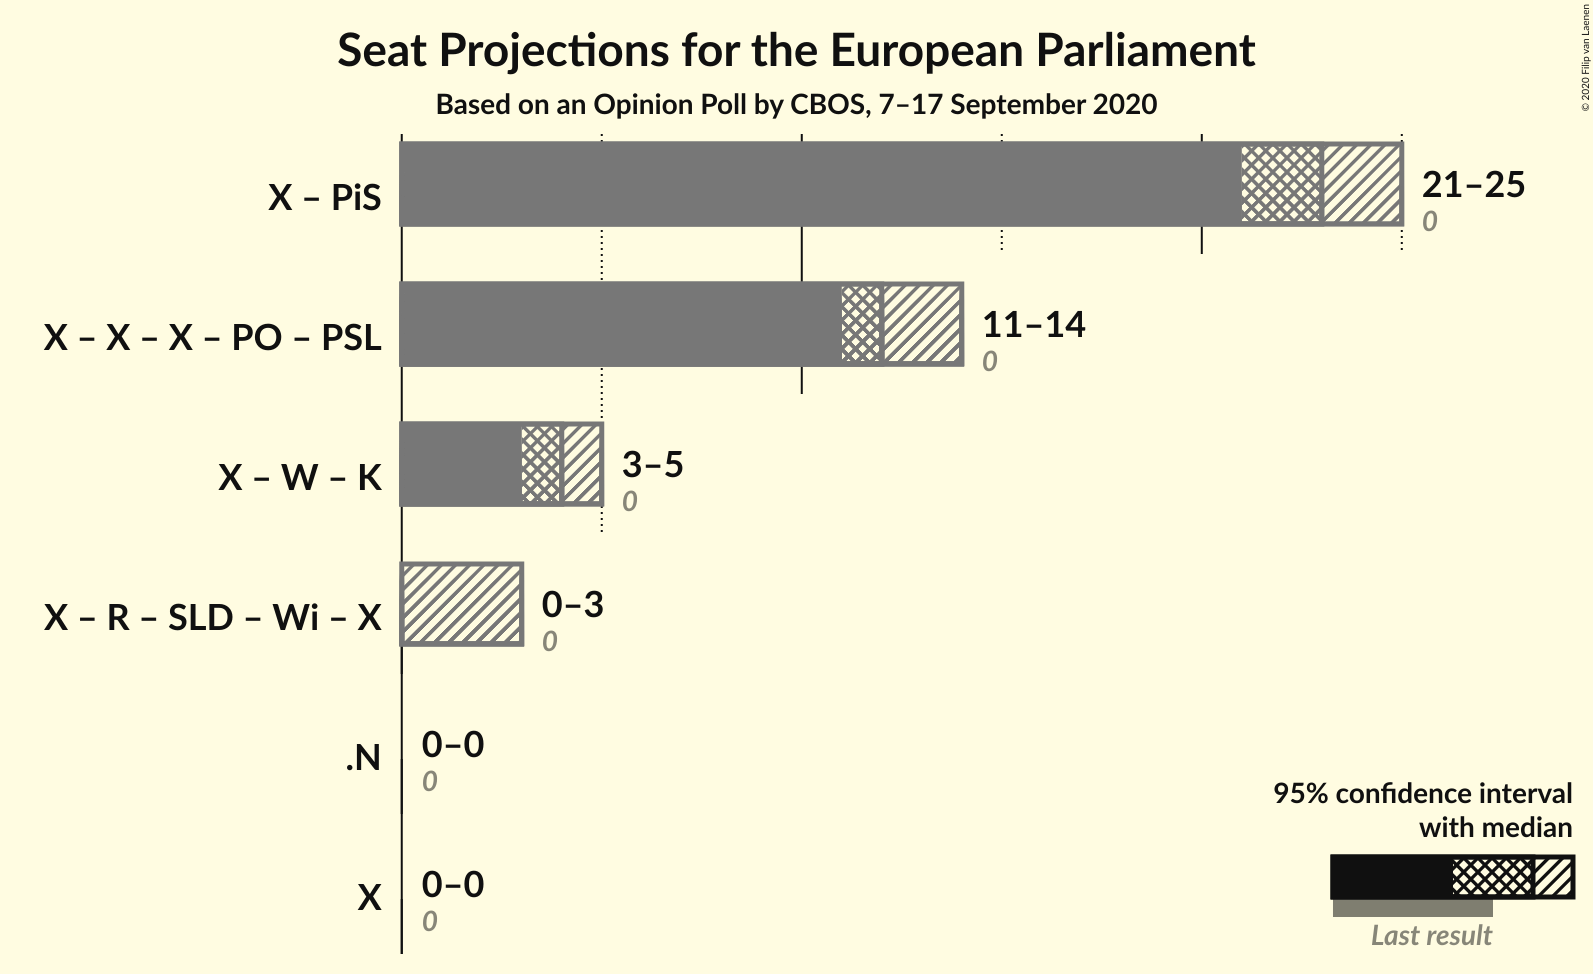 Seat Projections for the European Parliament
Based on an Opinion Poll by CBOS, 7–17 September 2020
© 2020 Filip van Laenen
X – PiS
21–25
0
X – X – X – PO – PSL
11–14
0
X – W – K
3–5
0
X – R – SLD – Wi – X
0–3
0
.N
0–0
0
X
0–0
0
95% confidence interval
with median
Last result